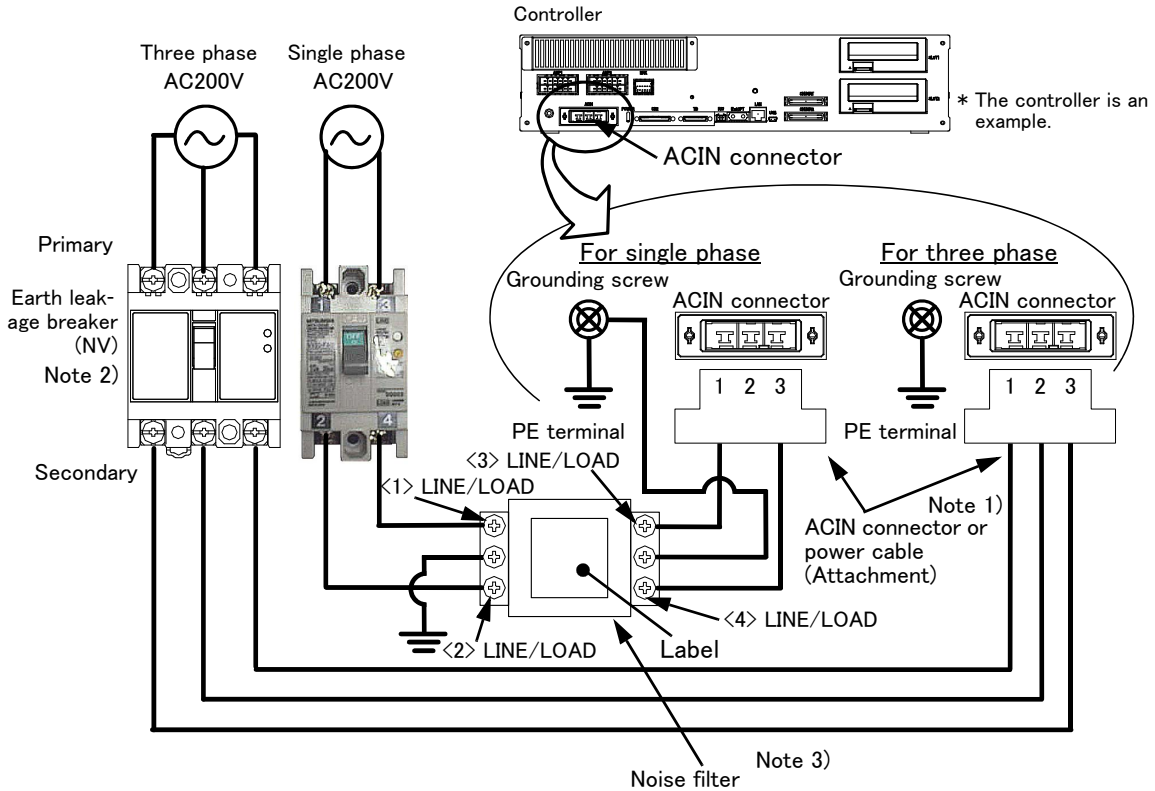 Controller
Three phase
AC200V
Single phase
AC200V
* The controller is an
example.
ACIN connector
Primary
Earth leak-
age breaker
(NV)
Note 2)
Secondary
For single phase
Grounding screw
ACIN connector
1 2 3
PE terminal
For three phase
Grounding screw
ACIN connector
1 2 3
PE terminal
2
4
<1> LINE/LOAD
<3> LINE/LOAD
Note 1)
ACIN connector or
power cable
(Attachment)
<2> LINE/LOAD
<4> LINE/LOAD
Label
Noise filter
Note 3)